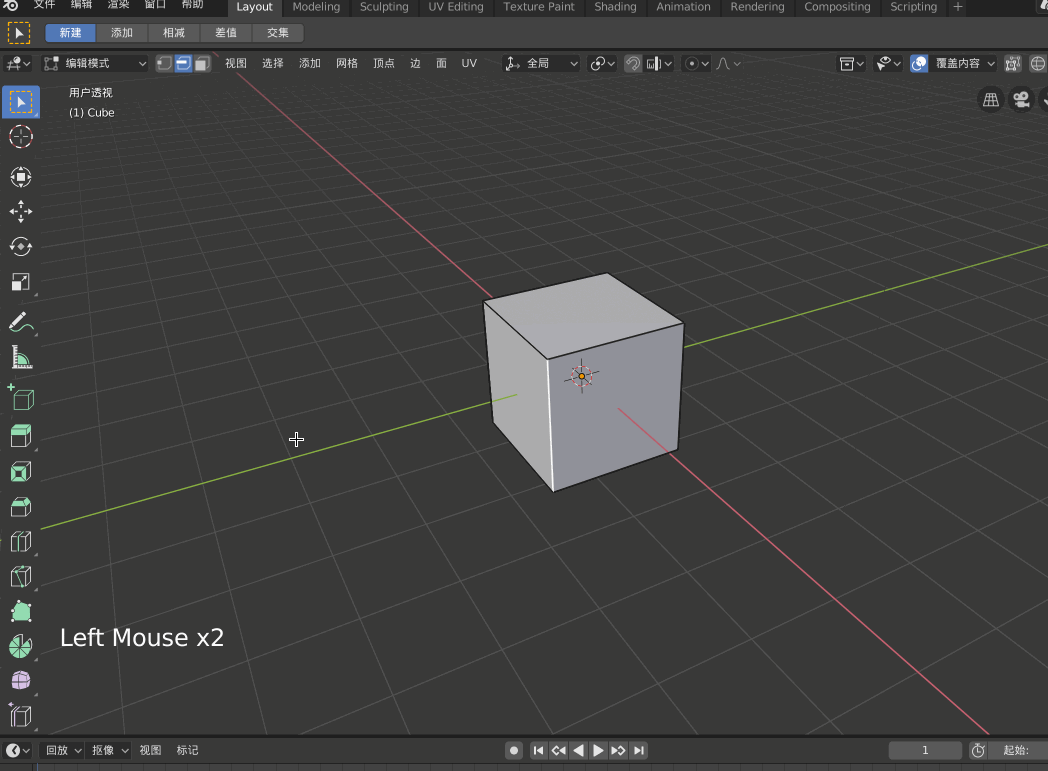 文件 编辑 渲染 窗口 帮助 Layout Modeling Sculpting UV Editing Texture Paint Shading Animation Rendering Compositing Scripting +
新建 添加 相减 差值 交集
编辑模式 视图 选择 添加 网格 顶点 边 面 UV 全局 覆盖内容
用户透视
(1) Cube
Left Mouse x2
回放 抠像 视图 标记 1 起始: